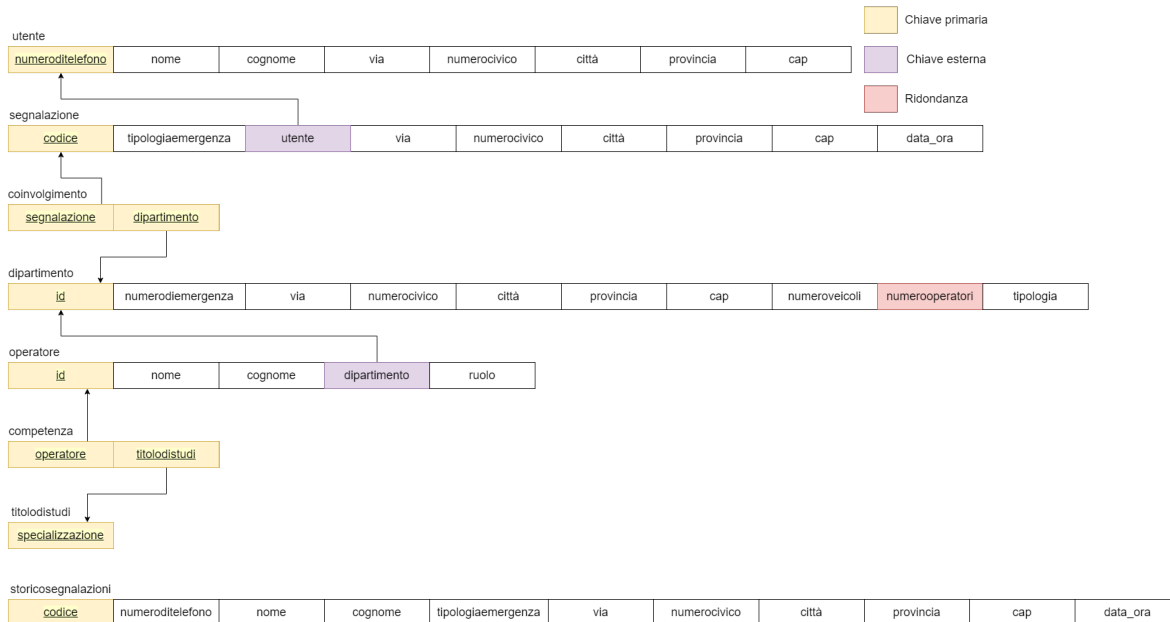 Chiave primaria
utente
numeroditelefono nome cognome via numerocivico città provincia cap
Chiave esterna
Ridondanza
segnalazione
codice tipologiaemergenza utente via numerocivico città provincia cap data_ora
coinvolgimento
segnalazione dipartimento
dipartimento
id numerodiemergenza via numerocivico città provincia cap numeroveicoli numerooperatori tipologia
operatore
id nome cognome dipartimento ruolo
competenza
operatore titolodistudi
titolodistudi
specializzazione
storicosegnalazioni
codice numeroditelefono nome cognome tipologiaemergenza via numerocivico città provincia cap data_ora